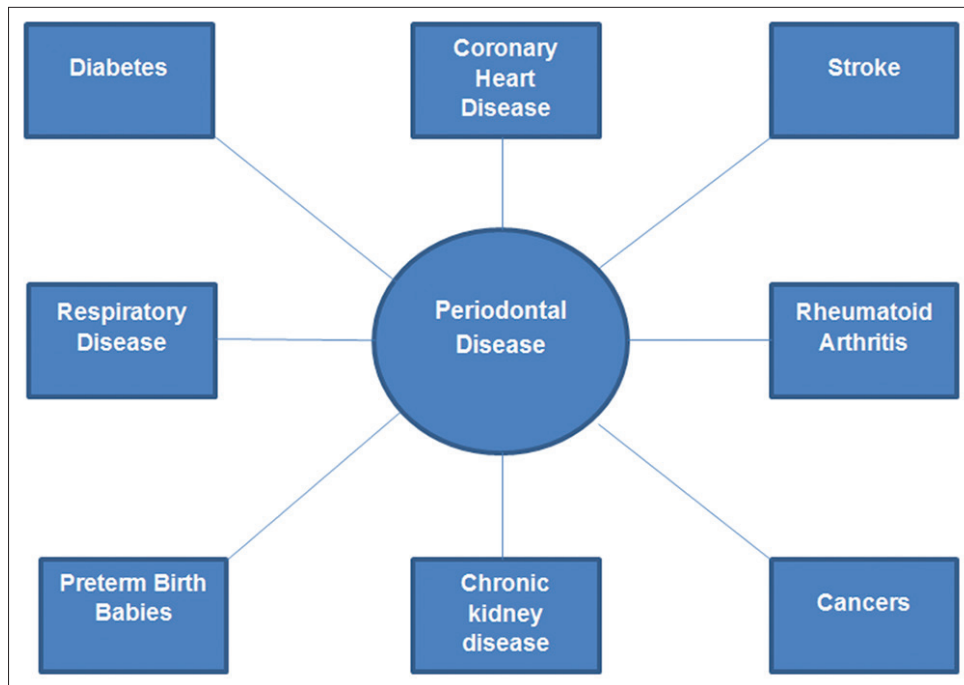 Diabetes
Coronary
Heart
Disease
Stroke
Respiratory
Disease
Periodontal
Disease
Rheumatoid
Arthritis
Preterm Birth
Babies
Chronic
kidney
disease
Cancers